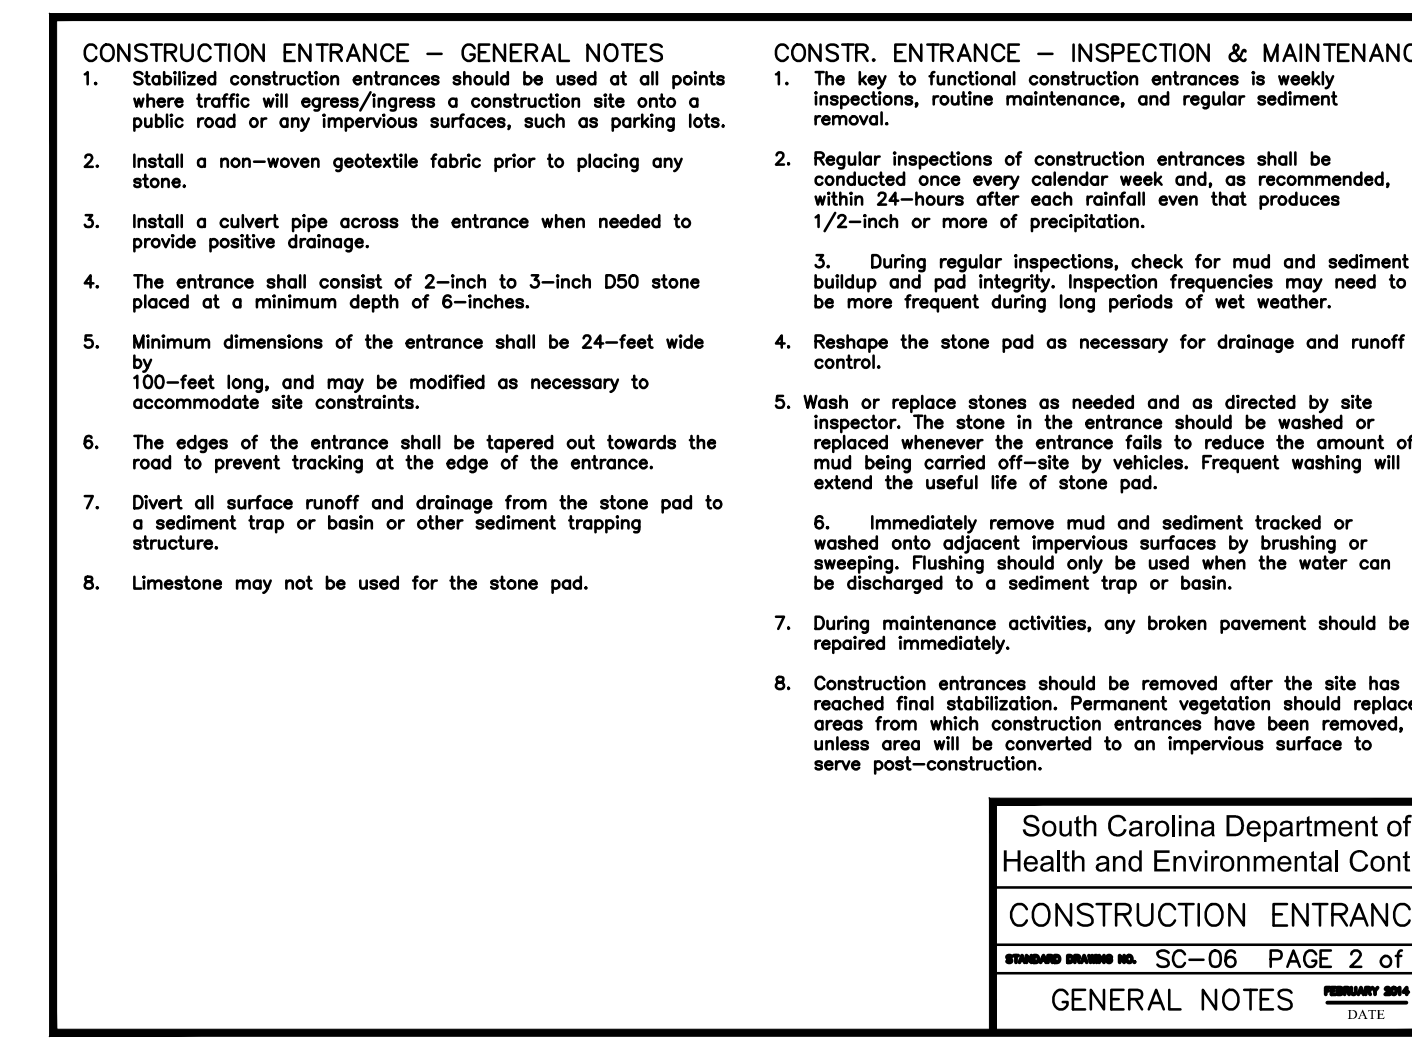 CONSTRUCTION ENTRANCE – GENERAL NOTES
1. Stabilized construction entrances should be used at all points
where traffic will egress/ingress a construction site onto a
public road or any impervious surfaces, such as parking lots.
2. Install a non–woven geotextile fabric prior to placing any
stone.
3. Install a culvert pipe across the entrance when needed to
provide positive drainage.
4. The entrance shall consist of 2–inch to 3–inch D50 stone
placed at a minimum depth of 6–inches.
5. Minimum dimensions of the entrance shall be 24–feet wide
by
100–feet long, and may be modified as necessary to
accommodate site constraints.
6. The edges of the entrance shall be tapered out towards the
road to prevent tracking at the edge of the entrance.
7. Divert all surface runoff and drainage from the stone pad to
a sediment trap or basin or other sediment trapping
structure.
8. Limestone may not be used for the stone pad.
CONSTR. ENTRANCE – INSPECTION & MAINTENANC
1. The key to functional construction entrances is weekly
inspections, routine maintenance, and regular sediment
removal.
2. Regular inspections of construction entrances shall be
conducted once every calendar week and, as recommended,
within 24–hours after each rainfall even that produces
1/2–inch or more of precipitation.
3. During regular inspections, check for mud and sediment
buildup and pad integrity. Inspection frequencies may need to
be more frequent during long periods of wet weather.
4. Reshape the stone pad as necessary for drainage and runoff
control.
5. Wash or replace stones as needed and as directed by site
inspector. The stone in the entrance should be washed or
replaced whenever the entrance fails to reduce the amount of
mud being carried off–site by vehicles. Frequent washing will
extend the useful life of stone pad.
6. Immediately remove mud and sediment tracked or
washed onto adjacent impervious surfaces by brushing or
sweeping. Flushing should only be used when the water can
be discharged to a sediment trap or basin.
7. During maintenance activities, any broken pavement should be
repaired immediately.
8. Construction entrances should be removed after the site has
reached final stabilization. Permanent vegetation should replace
areas from which construction entrances have been removed,
unless area will be converted to an impervious surface to
serve post–construction.
South Carolina Department of
Health and Environmental Cont
CONSTRUCTION ENTRANC
STANDARD DRAWING NO. SC–06 PAGE 2 of
GENERAL NOTES FEBRUARY 2014
DATE